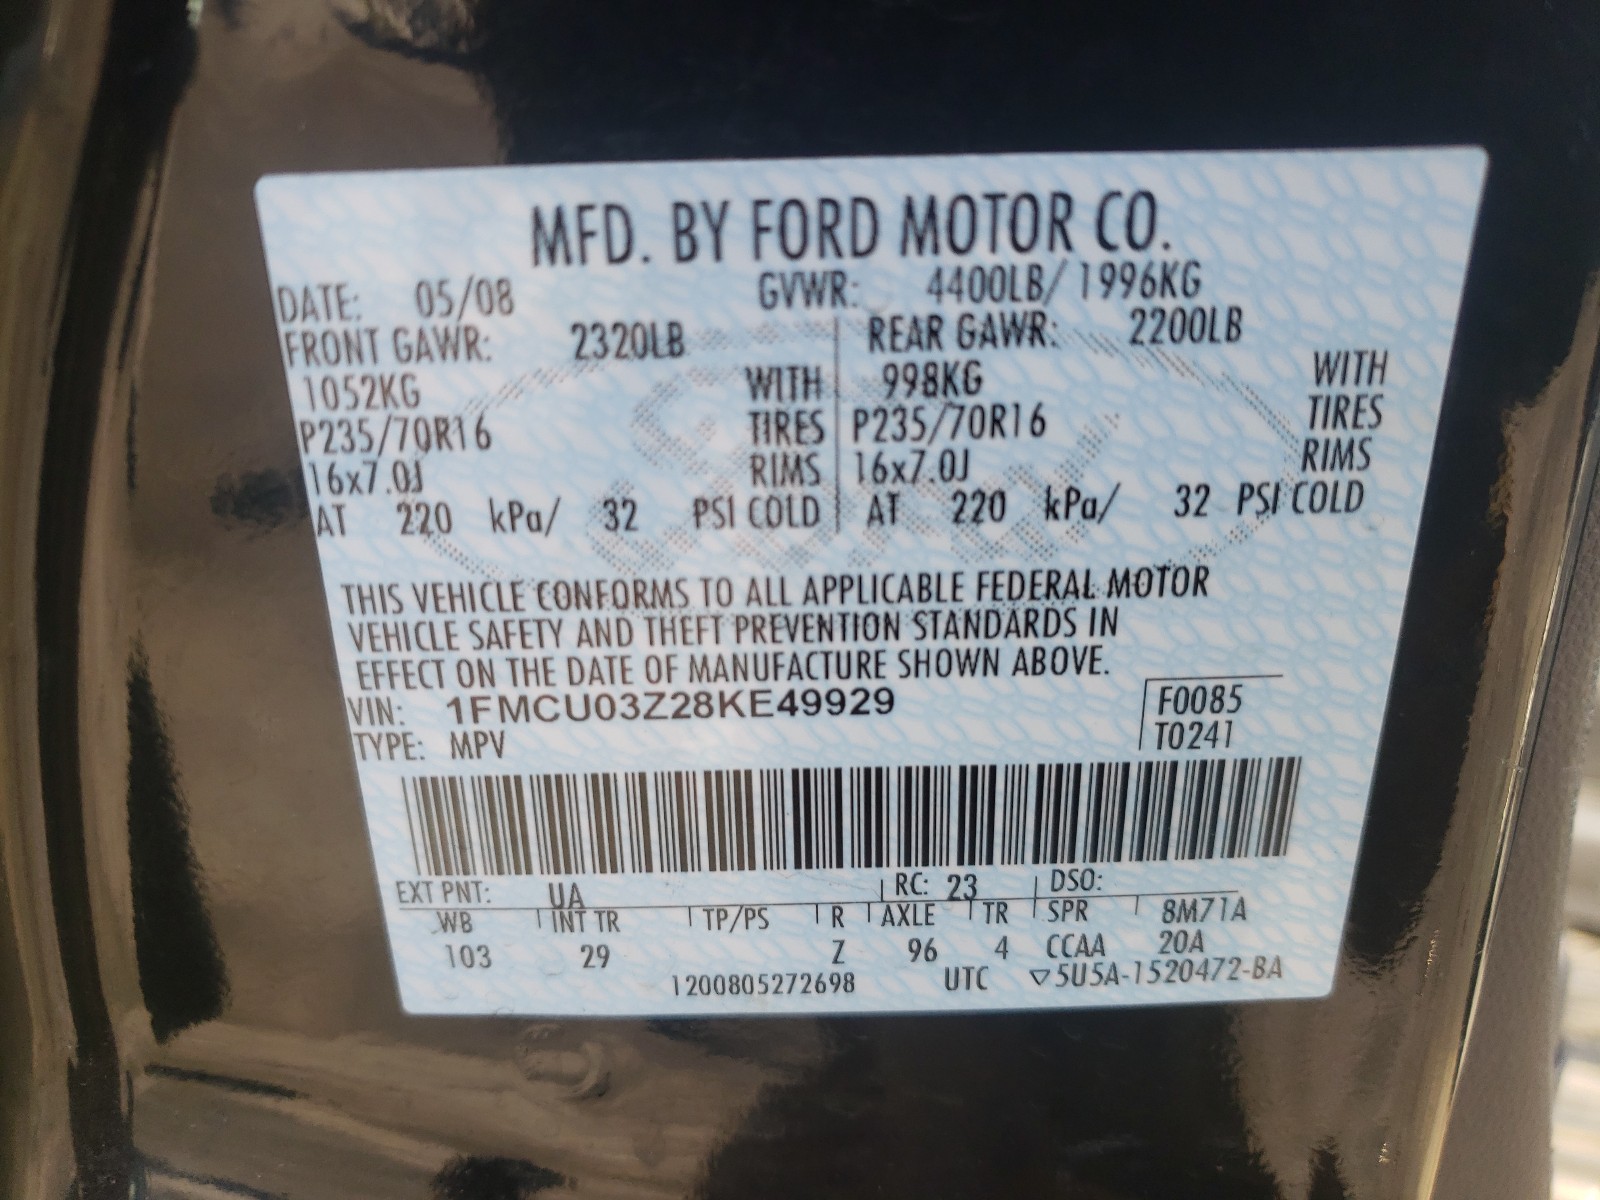 MFD. BY FORD MOTOR CO.
DATE: 05/08 GVWR: 4400LB/ 1996KG
FRONT GAWR: 2320LB REAR GAWR: 2200LB
1052KG WITH 998KG WITH
P235/70R16 TIRES P235/70R16 TIRES
16x7.0J RIMS 16x7.0J RIMS
AT 220 kPa/ 32 PSI COLD AT 220 kPa/ 32 PSI COLD
THIS VEHICLE CONFORMS TO ALL APPLICABLE FEDERAL MOTOR
VEHICLE SAFETY AND THEFT PREVENTION STANDARDS IN
EFFECT ON THE DATE OF MANUFACTURE SHOWN ABOVE.
VIN: 1FMCU03Z28KE49929 F0085
TYPE: MPV T0241
EXT PNT: UA RC: 23 DSO:
WB INT TR TP/PS R AXLE TR SPR 8M71A
103 29 Z 96 4 CCAA 20A
1200805272698 UTC ▽5U5A-1520472-BA